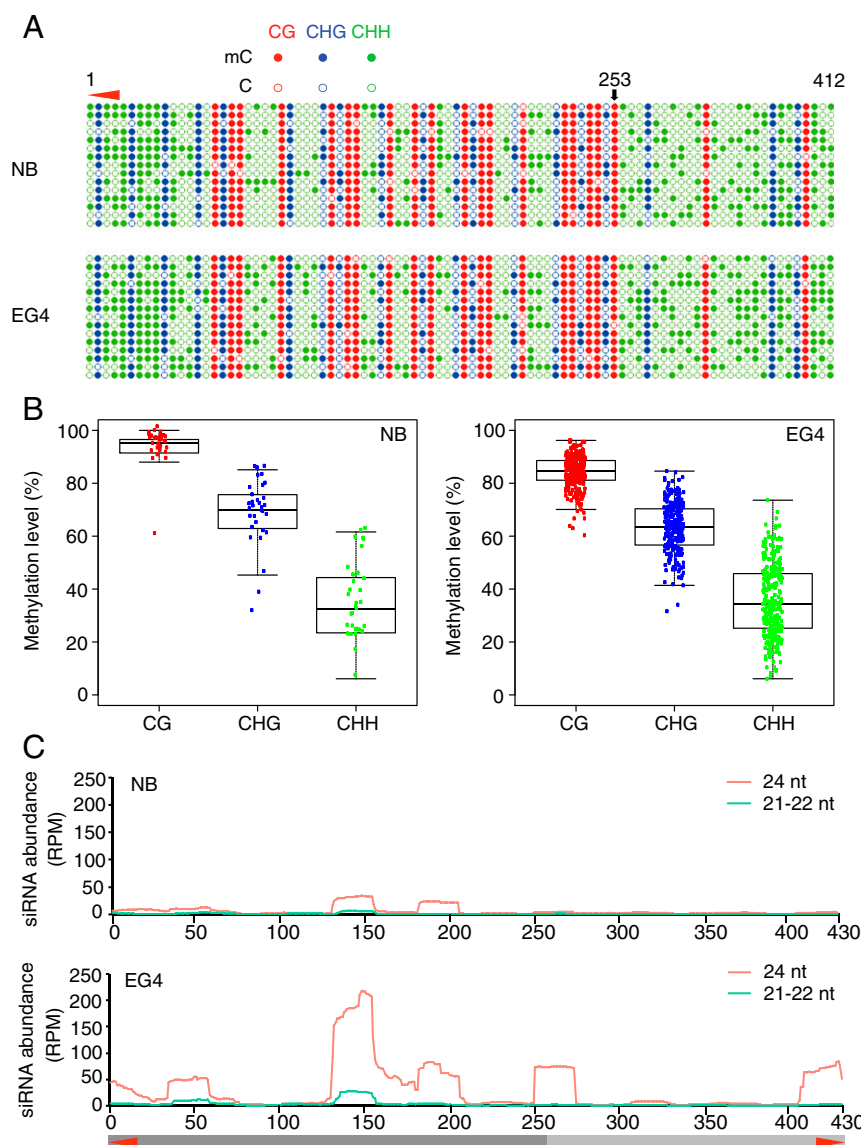 A
CG CHG CHH
mC
C
1 253 412
NB
EG4
B
Methylation level (%)
100
80
60
40
20
0
NB
CG CHG CHH
Methylation level (%)
100
80
60
40
20
0
EG4
CG CHG CHH
C
siRNA abundance
(RPM)
250
200
150
100
50
0
NB
24 nt
21-22 nt
0 50 100 150 200 250 300 350 400 430
siRNA abundance
(RPM)
250
200
150
100
50
0
EG4
24 nt
21-22 nt
0 50 100 150 200 250 300 350 400 430